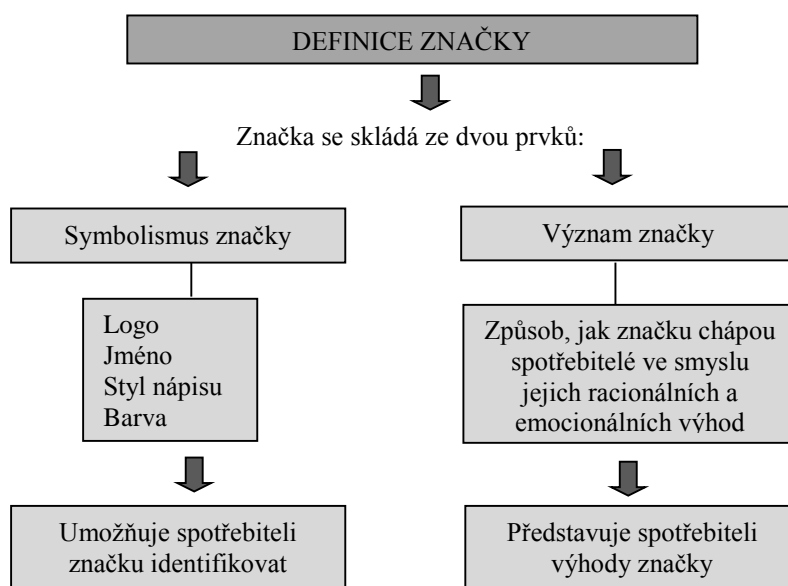 DEFINICE ZNAČKY
Značka se skládá ze dvou prvků:
Symbolismus značky
Logo
Jméno
Styl nápisu
Barva
Umožňuje spotřebiteli
značku identifikovat
Význam značky
Způsob, jak značku chápou
spotřebitelé ve smyslu
jejich racionálních a
emocionálních výhod
Představuje spotřebiteli
výhody značky